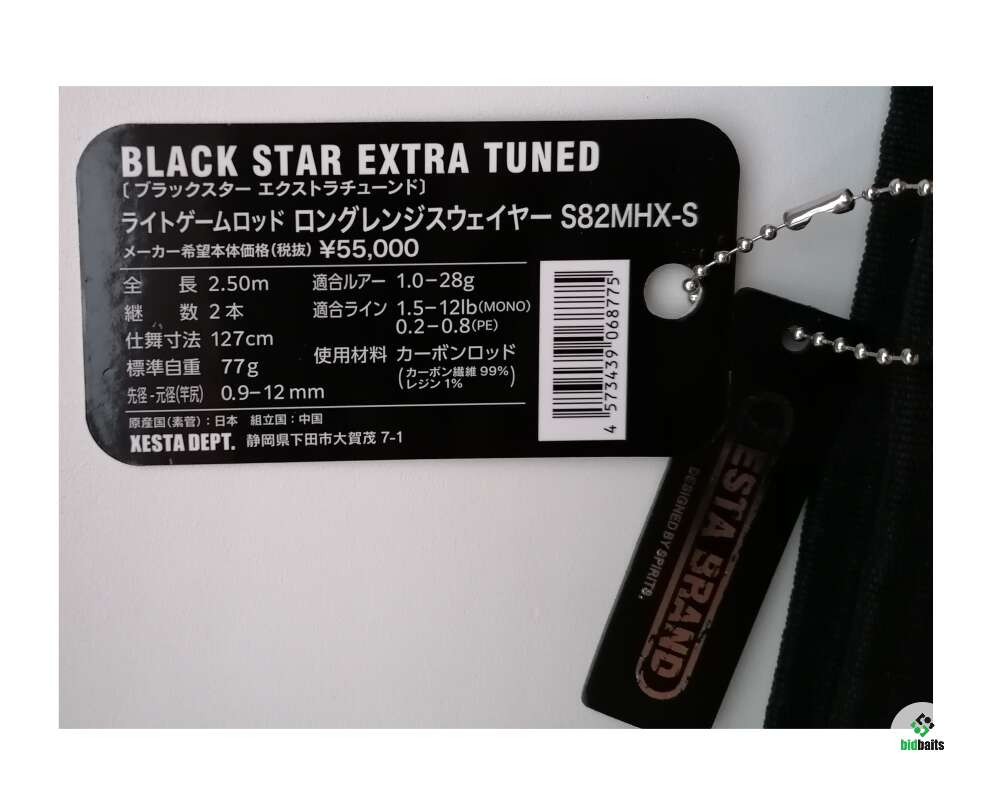 BLACK STAR EXTRA TUNED
〔ブラックスター エクストラチューンド〕
ライトゲームロッド ロングレンジスウェイヤー S82MHX-S
メーカー希望本体価格(税抜) ¥55,000
全長 2.50m
継数 2本
仕舞寸法 127cm
標準自重 77g
先径-元径(竿尻) 0.9-12mm
適合ルアー 1.0-28g
適合ライン 1.5-12lb(MONO)
0.2-0.8(PE)
使用材料 カーボンロッド
(カーボン繊維 99%
レジン 1%)
原産国(素管):日本 組立国:中国
XESTA DEPT. 静岡県下田市大賀茂 7-1
4 573439 068775
XESTA BRAND
DESIGNED BY SPIRITS.
bidbaits